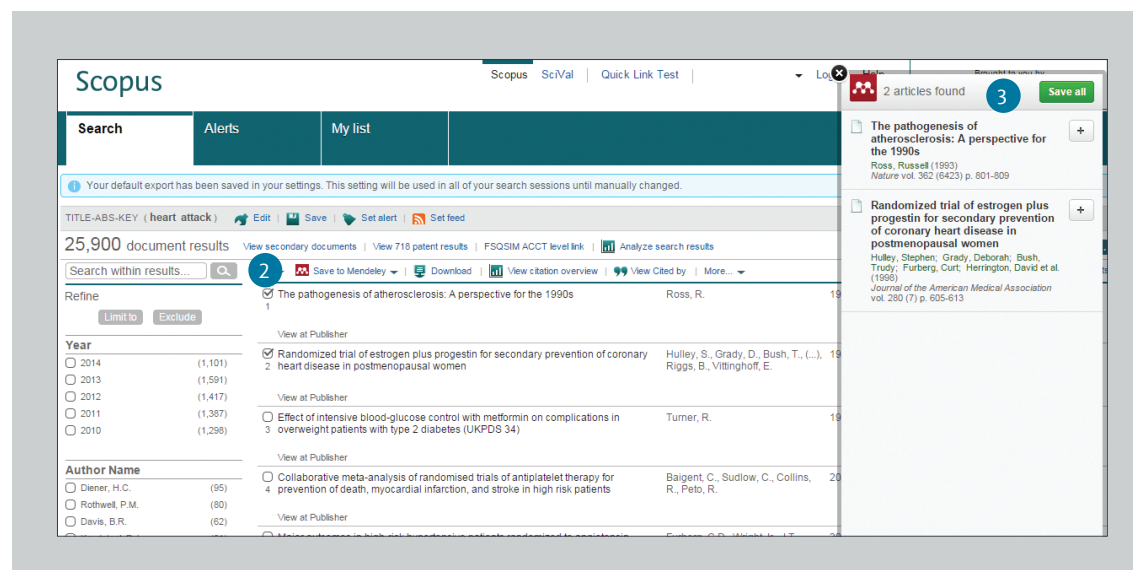 Scopus
Scopus SciVal | Quick Link Test |
Search Alerts My list
Your default export has been saved in your settings. This setting will be used in all of your search sessions until manually changed.
TITLE-ABS-KEY ( heart attack ) Edit | Save | Set alert | Set feed
25,900 document results View secondary documents | View 718 patent results | FSQSIM ACCT level link | Analyze search results
Search within results...
2
Save to Mendeley | Download | View citation overview | View Cited by | More...
Refine
Limit to Exclude
Year
2014 (1,101)
2013 (1,591)
2012 (1,417)
2011 (1,387)
2010 (1,298)
Author Name
Diener, H.C. (95)
Rothwell, P.M. (80)
Davis, B.R. (62)
1 The pathogenesis of atherosclerosis: A perspective for the 1990s Ross, R. 19
View at Publisher
Randomized trial of estrogen plus progestin for secondary prevention of coronary Hulley, S., Grady, D., Bush, T., (...), 19
2 heart disease in postmenopausal women Riggs, B., Vittinghoff, E.
View at Publisher
Effect of intensive blood-glucose control with metformin on complications in Turner, R. 19
3 overweight patients with type 2 diabetes (UKPDS 34)
View at Publisher
Collaborative meta-analysis of randomised trials of antiplatelet therapy for Baigent, C., Sudlow, C., Collins, 20
4 prevention of death, myocardial infarction, and stroke in high risk patients R., Peto, R.
View at Publisher
2 articles found
3
Save all
The pathogenesis of
atherosclerosis: A perspective for
the 1990s
Ross, Russell (1993)
Nature vol. 362 (6423) p. 801-809
+
Randomized trial of estrogen plus
progestin for secondary prevention
of coronary heart disease in
postmenopausal women
Hulley, Stephen; Grady, Deborah; Bush,
Trudy; Furberg, Curt; Herrington, David et al.
(1998)
Journal of the American Medical Association
vol. 280 (7) p. 605-613
+